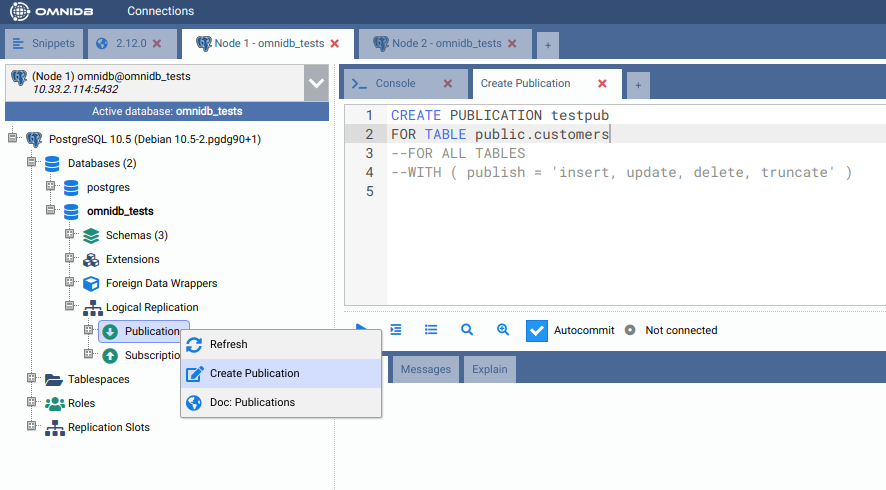 OMNIDB Connections
Snippets 2.12.0 Node 1 - omnidb_tests Node 2 - omnidb_tests +
(Node 1) omnidb@omnidb_tests
10.33.2.114:5432
Active database: omnidb_tests
PostgreSQL 10.5 (Debian 10.5-2.pgdg90+1)
Databases (2)
postgres
omnidb_tests
Schemas (3)
Extensions
Foreign Data Wrappers
Logical Replication
Publication
Subscriptio
Tablespaces
Roles
Replication Slots
Refresh
Create Publication
Doc: Publications
Console Create Publication +
1 CREATE PUBLICATION testpub
2 FOR TABLE public.customers
3 --FOR ALL TABLES
4 --WITH ( publish = 'insert, update, delete, truncate' )
5
Autocommit Not connected
Messages Explain